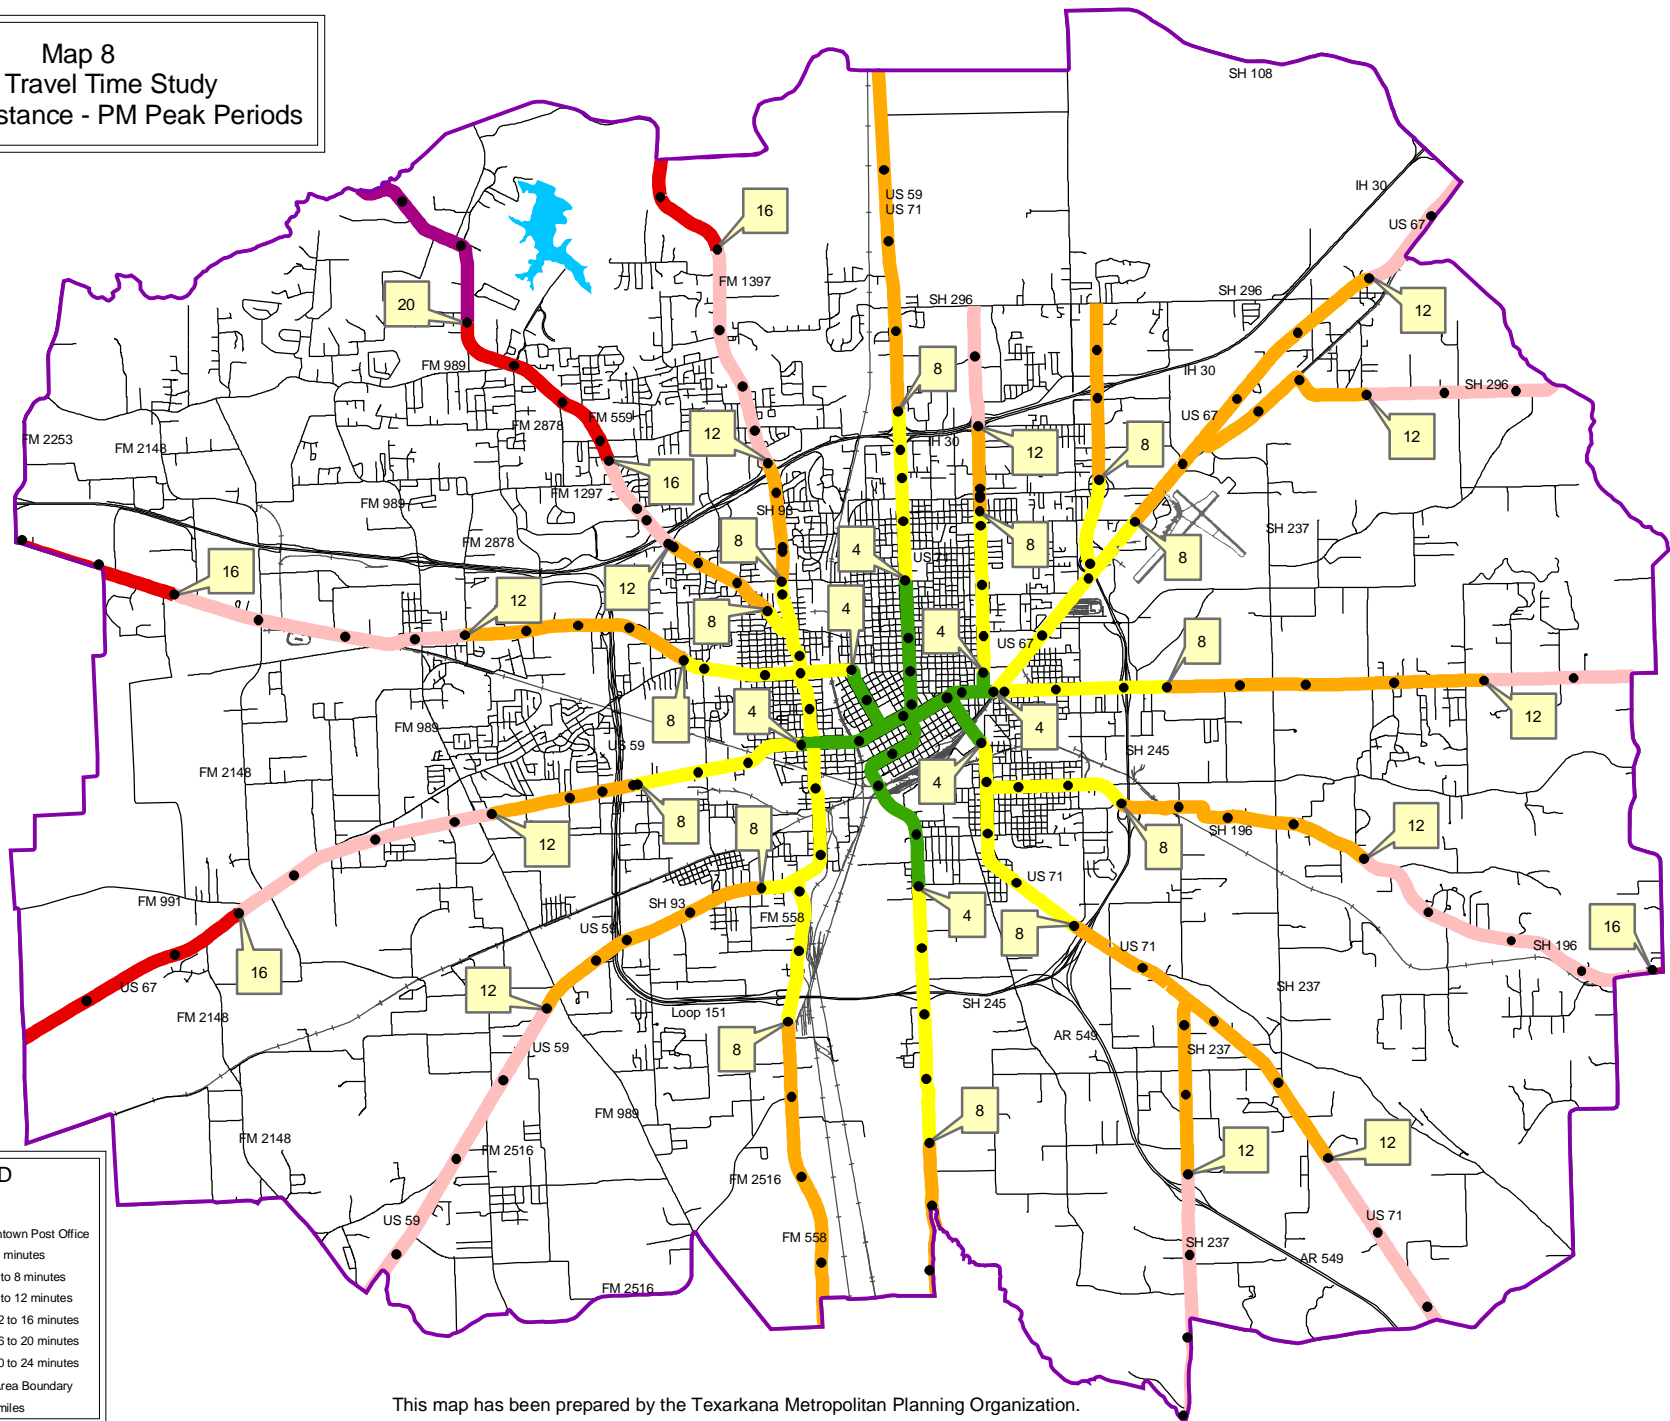 Map 8
Travel Time Study
stance - PM Peak Periods
SH 108
IH 30
US 67
US 59
US 71
16
FM 1397
20
SH 296
SH 296
12
FM 989
8
IH 30
SH 296
US 67
FM 559
FM 2878
12
12
IH 30
12
8
FM 2253
FM 2148
16
FM 1297
FM 989
SH 93
SH 237
FM 2878
8
4
US
8
8
16
12
12
4
4
8
US 67
8
8
4
4
12
FM 989
US 59
SH 245
FM 2148
4
8
8
12
SH 196
12
8
US 71
FM 991
SH 93
FM 558
4
8
US 59
US 71
16
SH 196
16
US 67
12
SH 237
FM 2148
Loop 151
SH 245
AR 549
US 59
8
SH 237
FM 989
8
FM 2148
FM 2516
12
12
FM 2516
US 59
FM 558
US 71
SH 237
AR 549
FM 2516
D
ntown Post Office
minutes
to 8 minutes
to 12 minutes
2 to 16 minutes
6 to 20 minutes
0 to 24 minutes
Area Boundary
miles
This map has been prepared by the Texarkana Metropolitan Planning Organization.